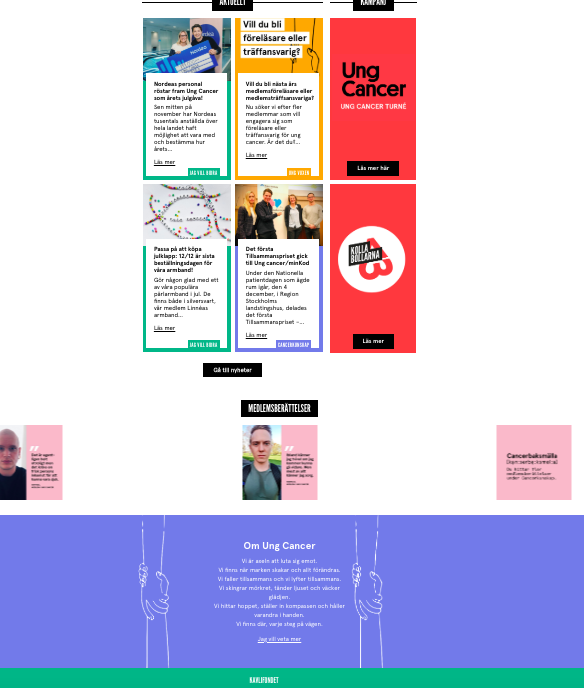 AKTUELLT
KAMPANJ
Nordeas personal
röstar fram Ung Cancer
som årets julgåva!
Sen mitten på
november har Nordeas
tusentals anställda över
hela landet haft
möjlighet att vara med
och bestämma hur
årets...
Läs mer
JAG VILL BIDRA
Vill du bli
föreläsare eller
träffansvarig?
Vill du bli nästa års
medlemsföreläsare eller
medlemsträffsansvariga?
Nu söker vi efter fler
medlemmar som vill
engagera sig som
föreläsare eller
träffansvarig för ung
cancer. Är det du?...
Läs mer
Ung
Cancer
UNG CANCER TURNÉ
Läs mer här
Passa på att köpa
julklapp: 12/12 är sista
beställningsdagen för
våra armband!
Gör någon glad med ett
av våra populära
pärlarmband i jul. De
finns både i silversvart,
vår medlem Linnéas
armband...
Läs mer
JAG VILL BIDRA
Det första
Tillsammanspriset gick
till Ung cancer/minKod
Under den Nationella
patientdagen som ägde
rum igår, den 4
december, i Region
Stockholms
landstingshus, delades
det första
Tillsammanspriset –...
Läs mer
CANCERKUNSKAP
KOLLA
BOLLARNA
Läs mer
Gå till nyheter
MEDLEMSBERÄTTELSER
Cancerbaksmälla
Om Ung Cancer
Vi är axeln att luta sig emot.
Vi finns när marken skakar och allt förändras.
Vi faller tillsammans och vi lyfter tillsammans.
Vi skingrar mörkret, tänder ljuset och väcker
glädjen.
Vi hittar hoppet, ställer in kompassen och håller
varandra i handen.
Vi finns där, varje steg på vägen.
Jag vill veta mer
KAVLIFONDET